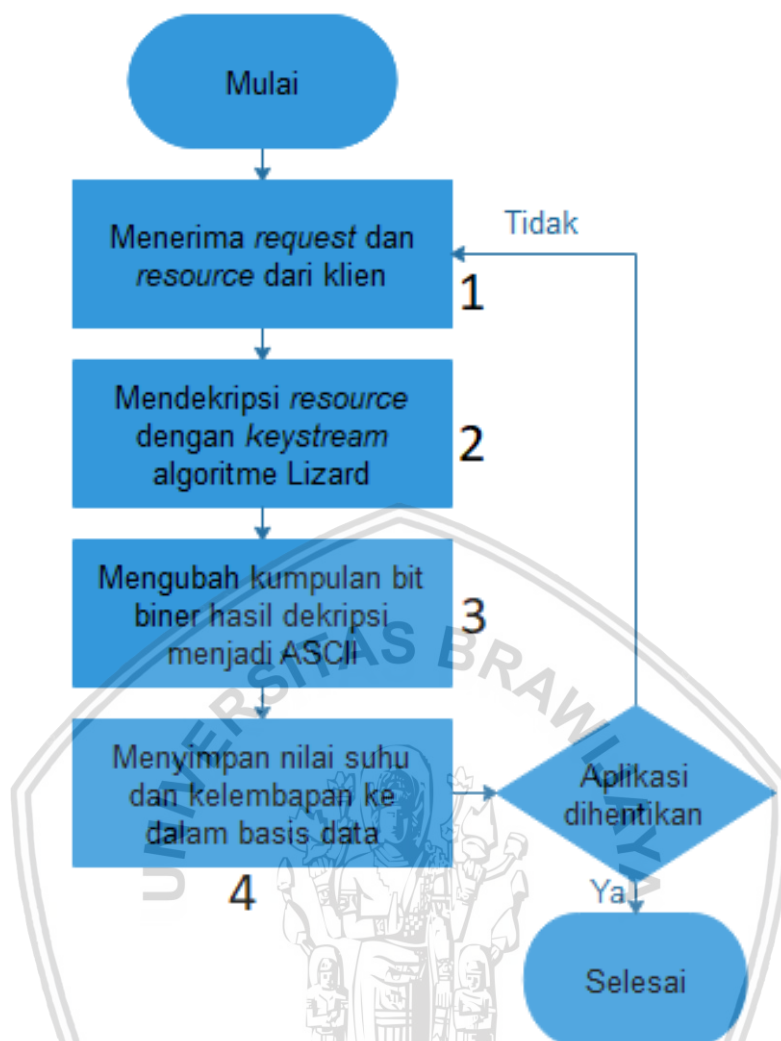 Mulai
Menerima request dan
resource dari klien
1
Tidak
Mendekripsi resource
dengan keystream
algoritme Lizard
2
Mengubah kumpulan bit
biner hasil dekripsi
menjadi ASCII
3
Menyimpan nilai suhu
dan kelembapan ke
dalam basis data
4
Aplikasi
dihentikan
Ya
Selesai
UNIVERSITAS BRAWIJAYA